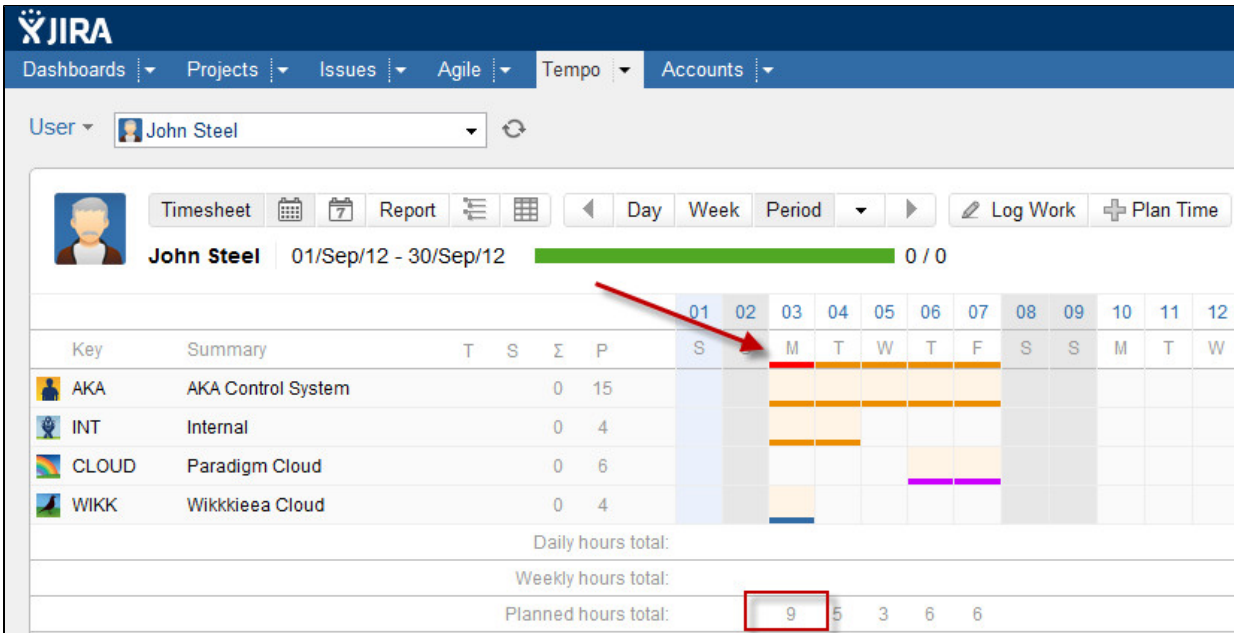 JIRA
Dashboards Projects Issues Agile Tempo Accounts
User John Steel
Timesheet 7 Report Day Week Period Log Work Plan Time
John Steel 01/Sep/12 - 30/Sep/12 0 / 0
01 02 03 04 05 06 07 08 09 10 11 12
Key Summary T S Σ P S M T W T F S S M T W
AKA AKA Control System 0 15
INT Internal 0 4
CLOUD Paradigm Cloud 0 6
WIKK Wikkkieea Cloud 0 4
Daily hours total:
Weekly hours total:
Planned hours total: 9 5 3 6 6